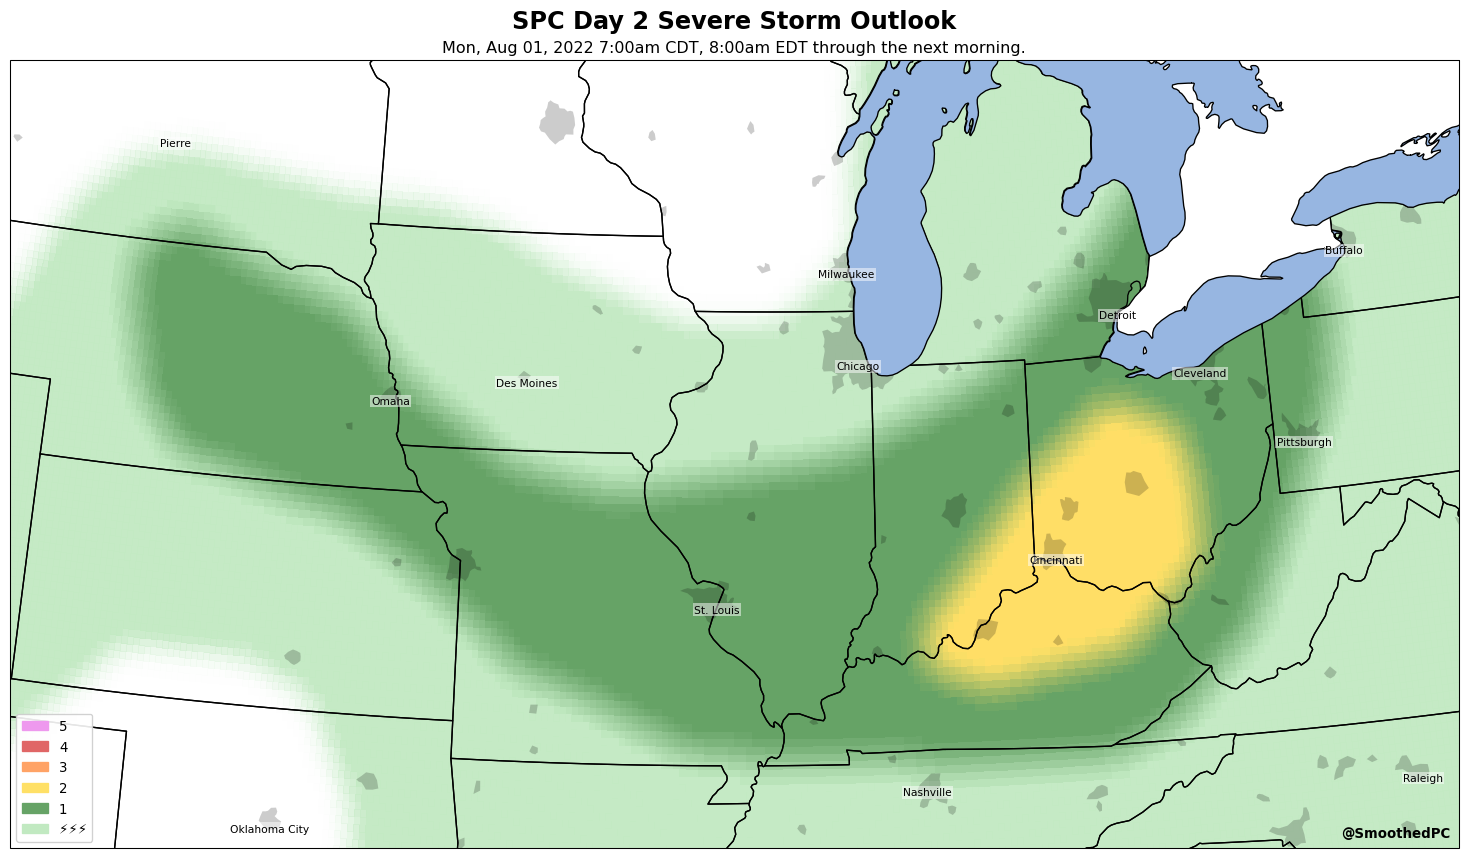 SPC Day 2 Severe Storm Outlook
Mon, Aug 01, 2022 7:00am CDT, 8:00am EDT through the next morning.
Pierre
Buffalo
Milwaukee
Detroit
Chicago
Cleveland
Des Moines
Omaha
Pittsburgh
Cincinnati
St. Louis
5
4
3
2
1
⚡⚡⚡
Raleigh
Nashville
Oklahoma City
@SmoothedPC